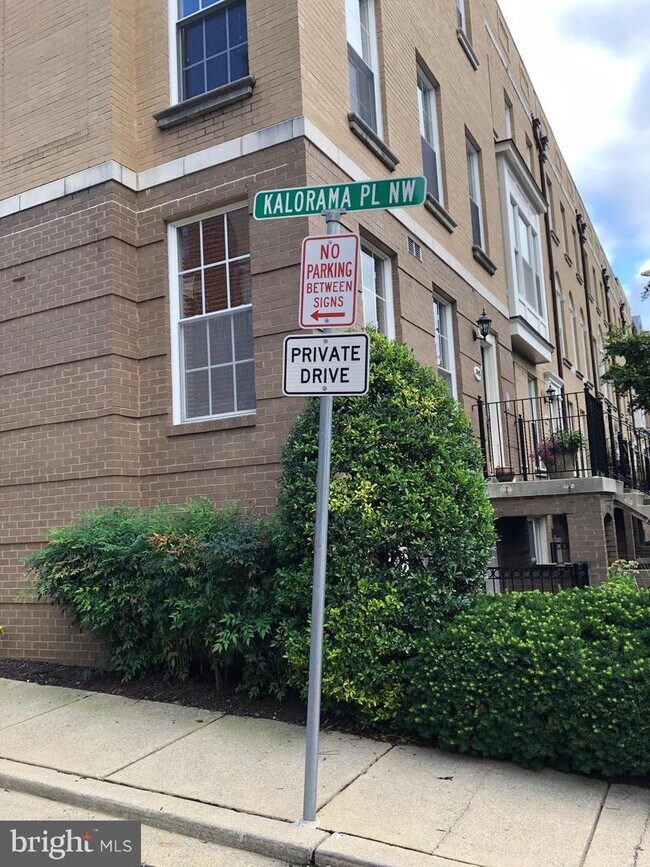 KALORAMA PL NW
NO
PARKING
BETWEEN
SIGNS
PRIVATE
DRIVE
bright MLS